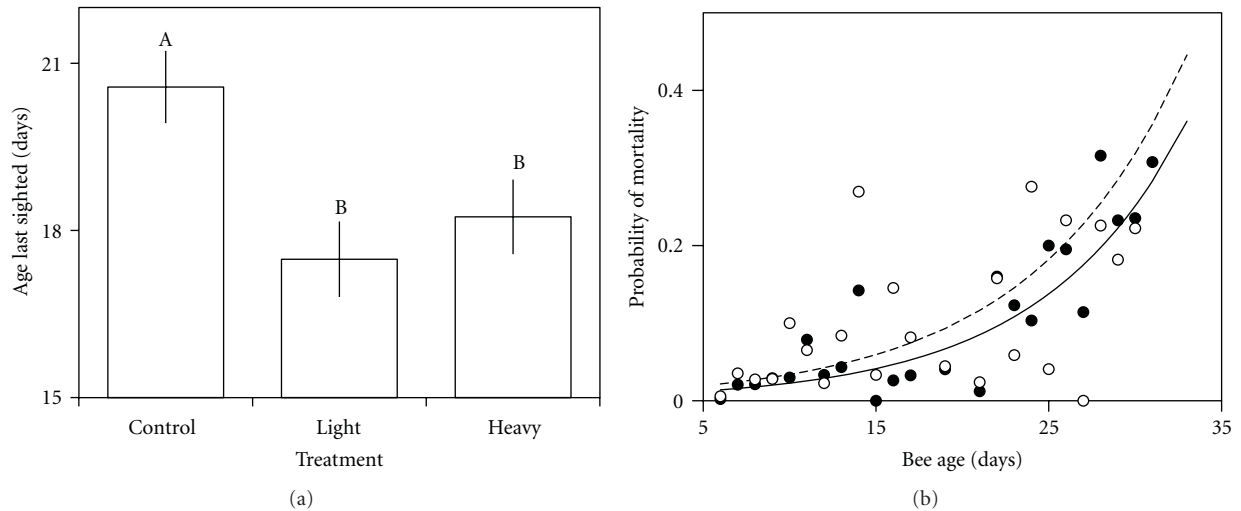 Age last sighted (days)
21
18
15
A
B
B
Control Light Heavy
Treatment
(a)
Probability of mortality
0.4
0.2
0
5 15 25 35
Bee age (days)
(b)